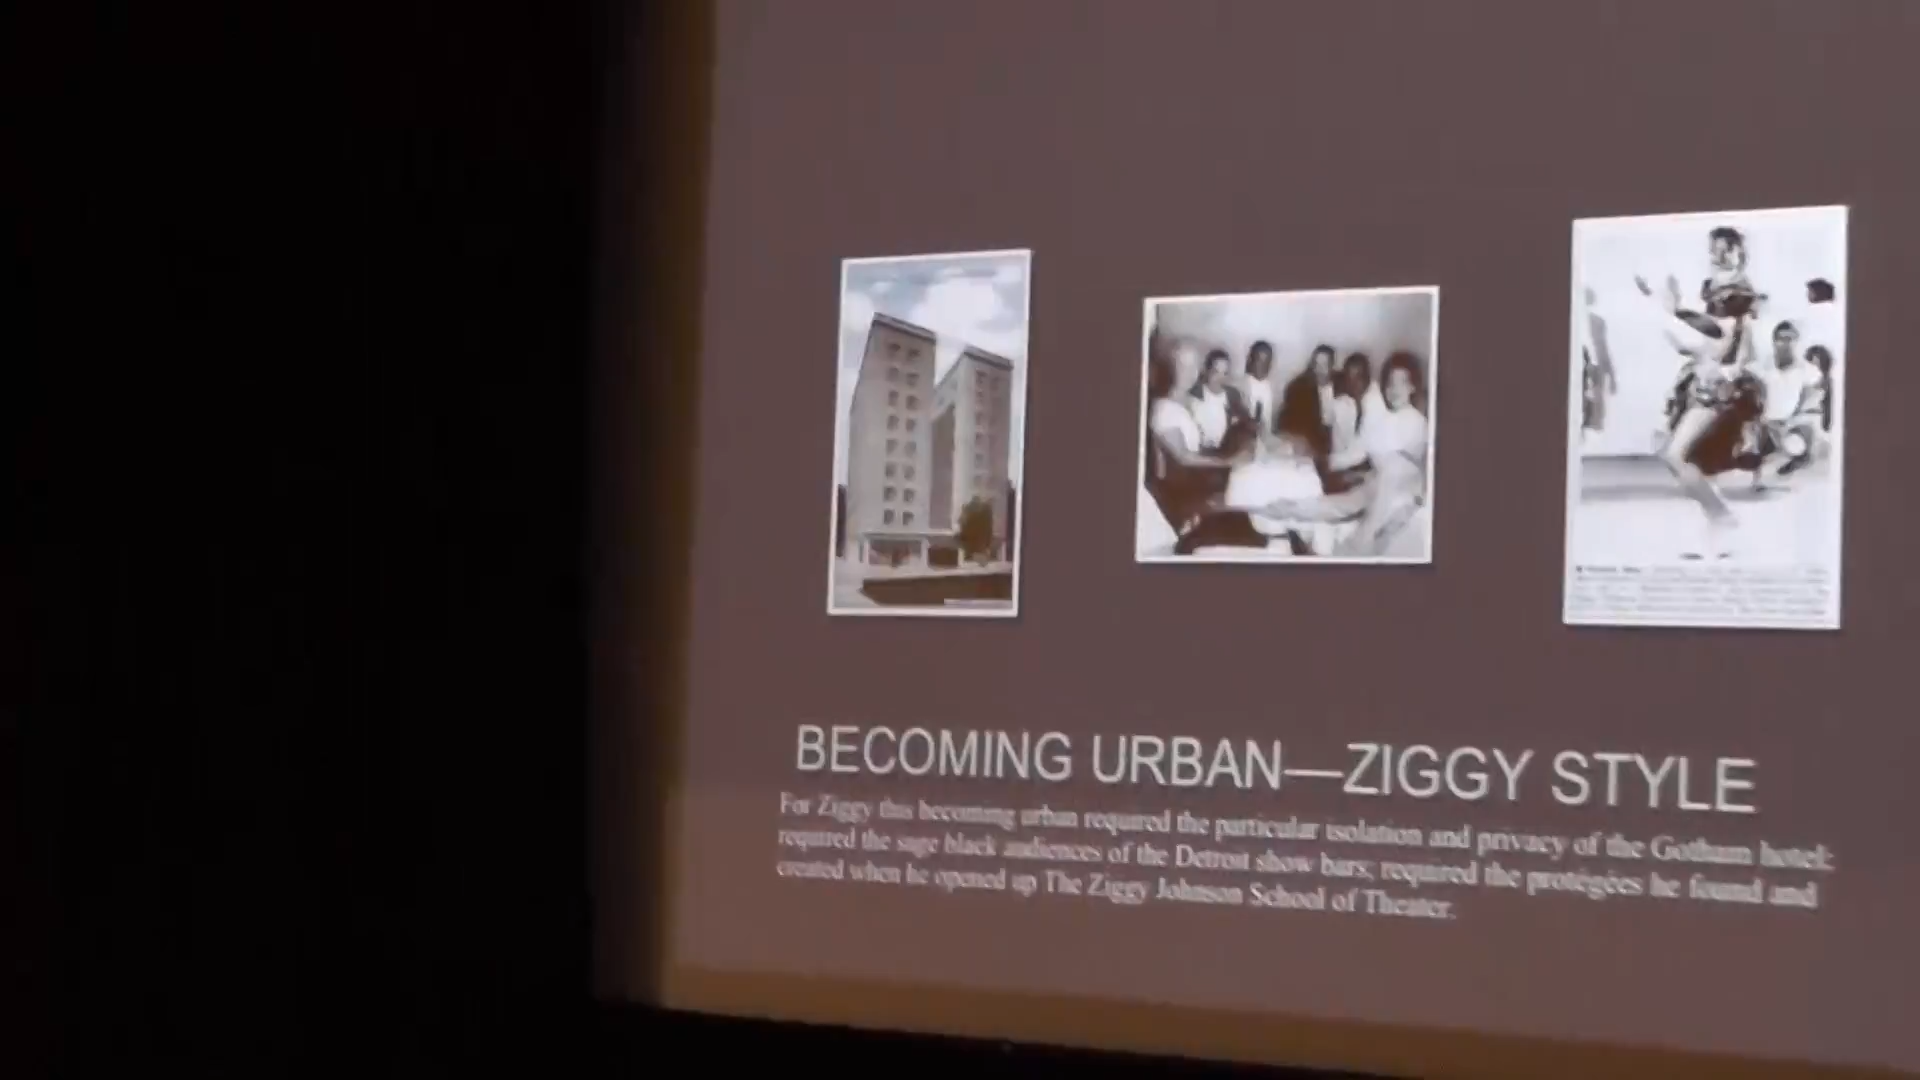 BECOMING URBAN—ZIGGY STYLE
For Ziggy this becoming urban required the particular isolation and privacy of the Gotham hotel;
required the sage black audiences of the Detroit show bars; required the protégées he found and
created when he opened up The Ziggy Johnson School of Theater.